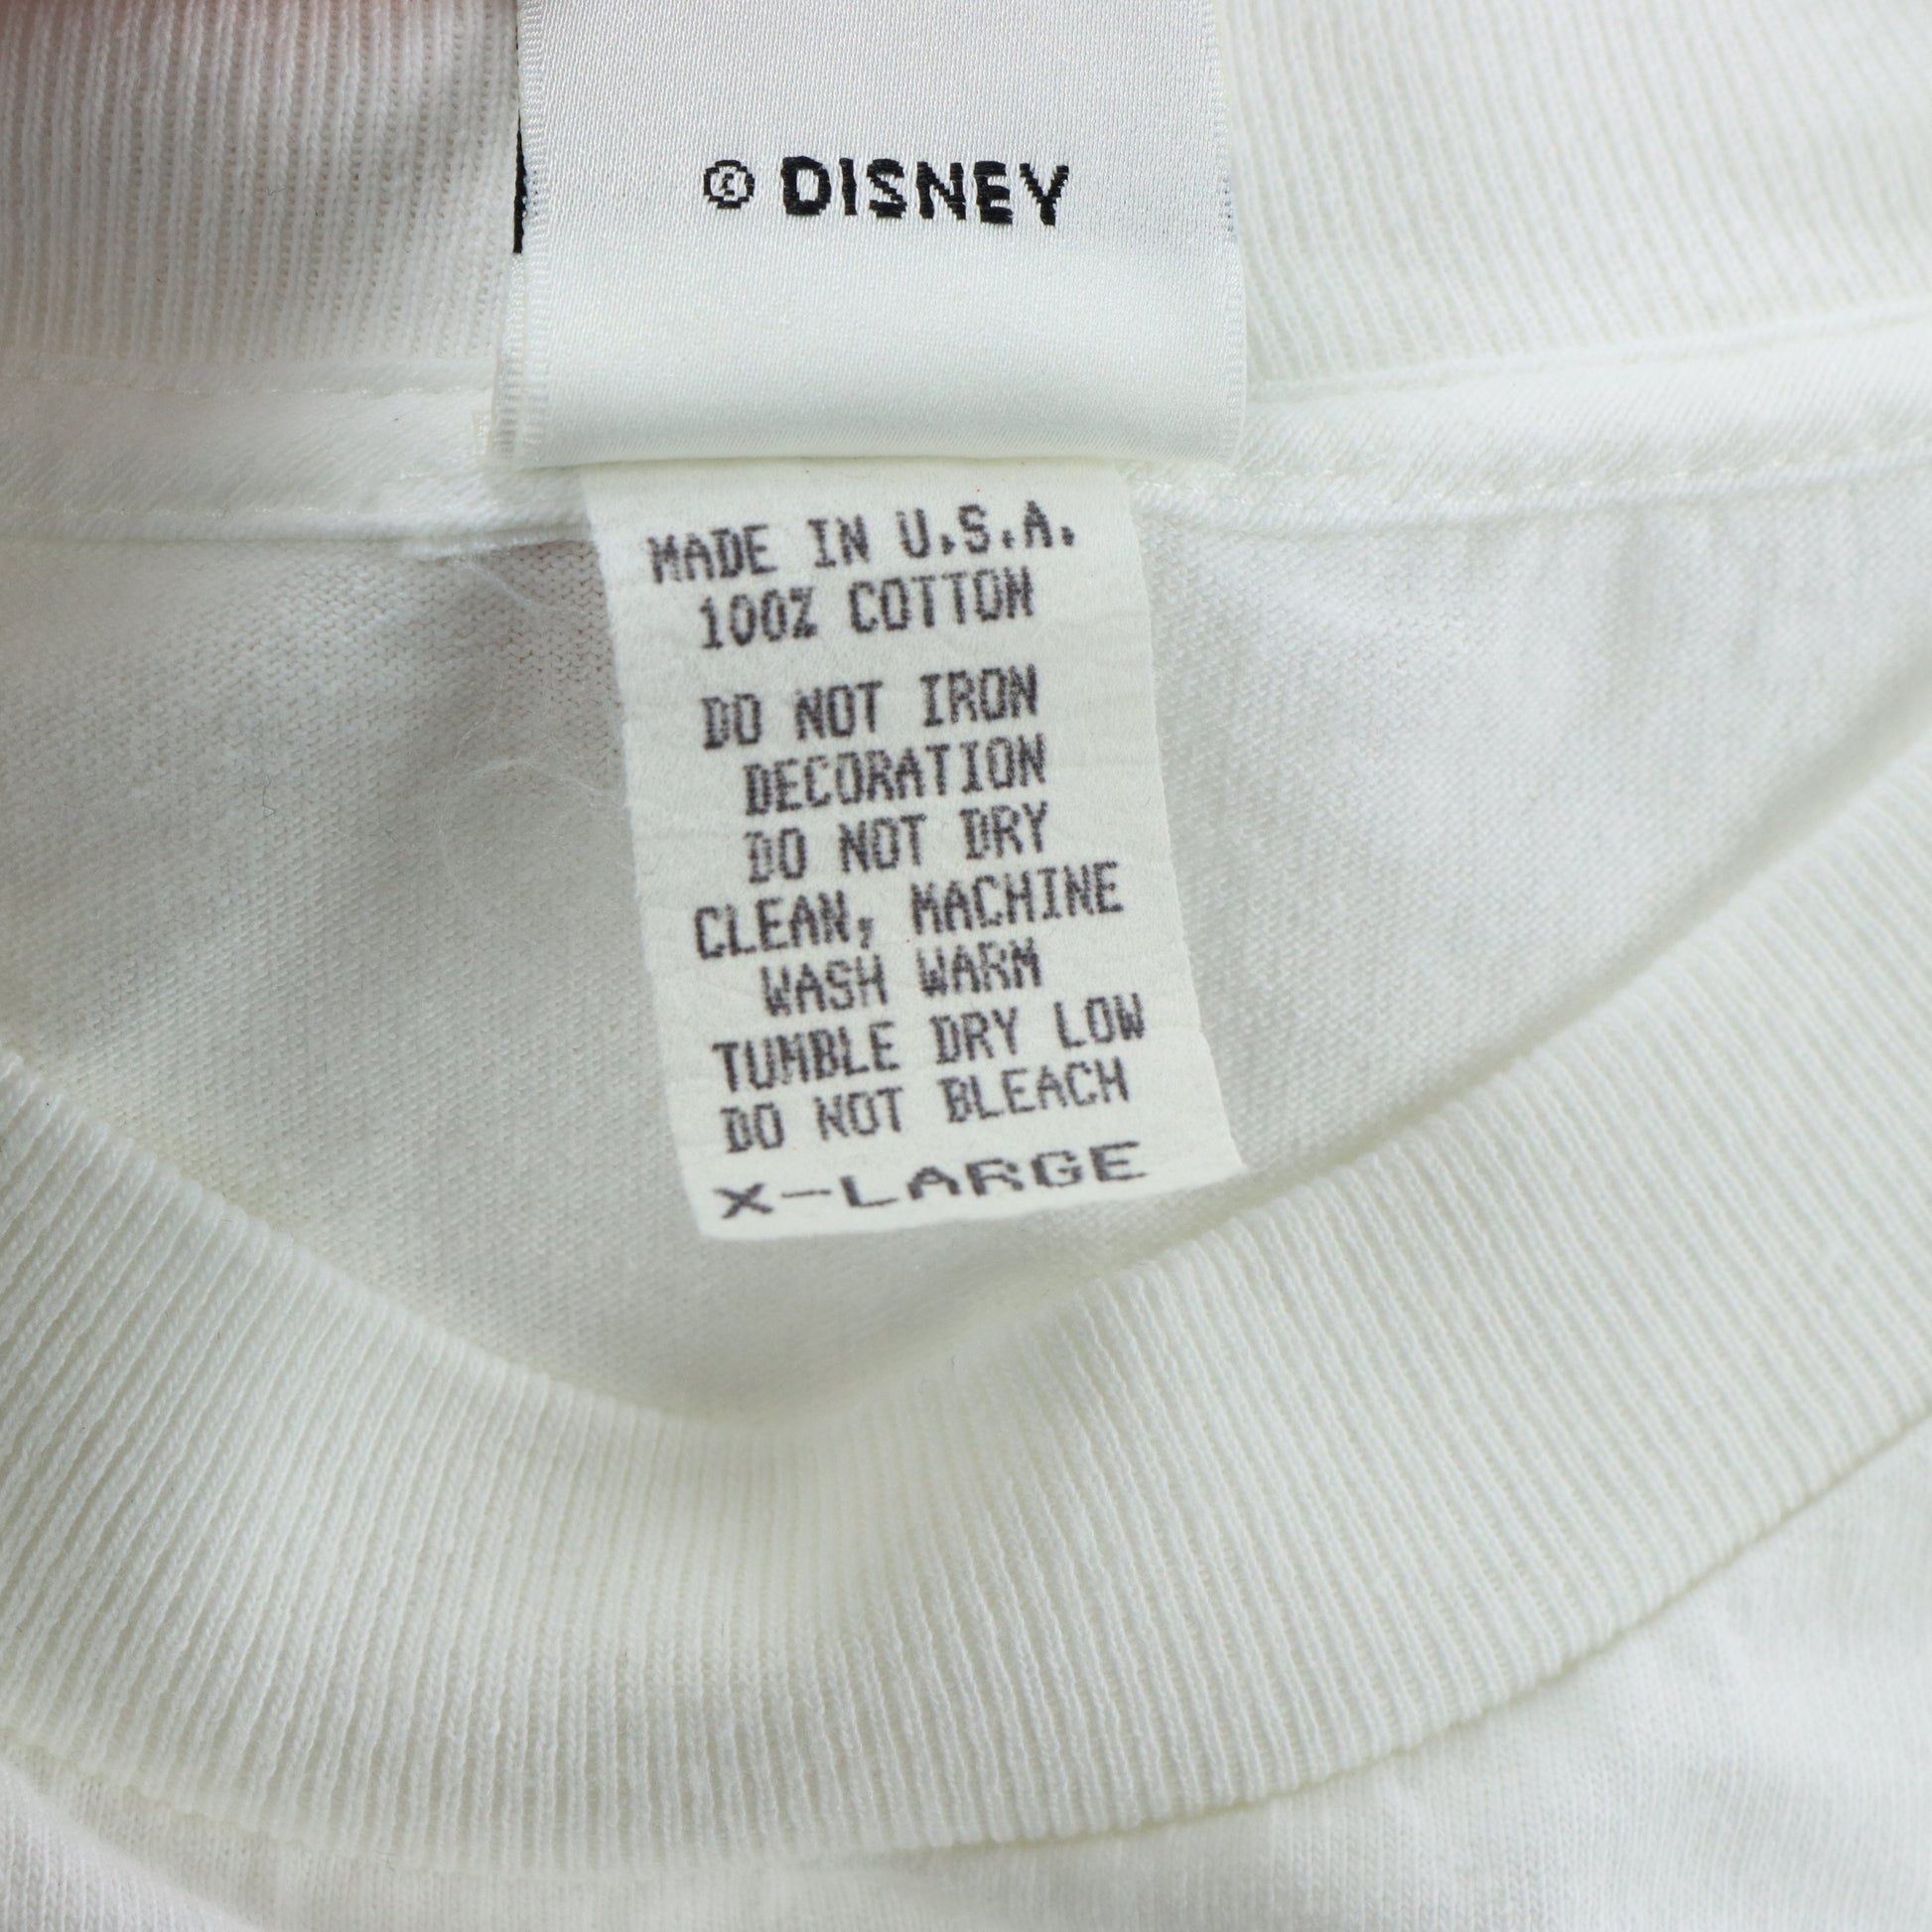 © DISNEY
MADE IN U.S.A.
100% COTTON
DO NOT IRON
DECORATION
DO NOT DRY
CLEAN, MACHINE
WASH WARM
TUMBLE DRY LOW
DO NOT BLEACH
X-LARGE